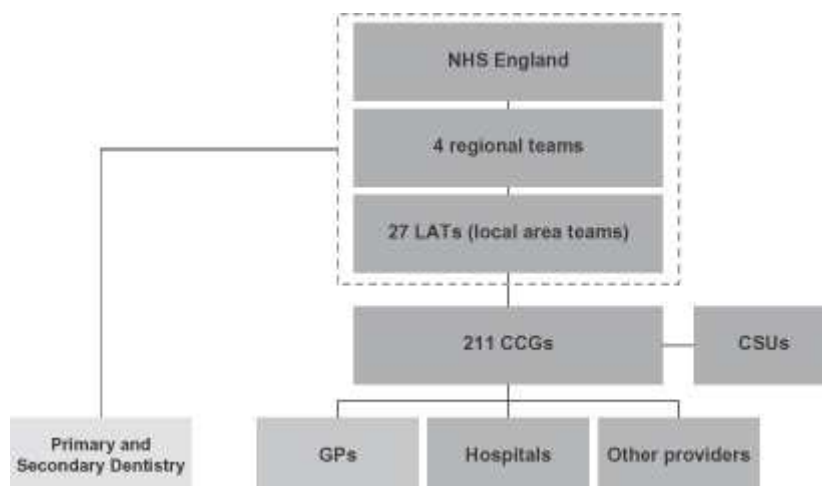 NHS England
4 regional teams
27 LATs (local area teams)
211 CCGs
CSUs
Primary and
Secondary Dentistry
GPs
Hospitals
Other providers